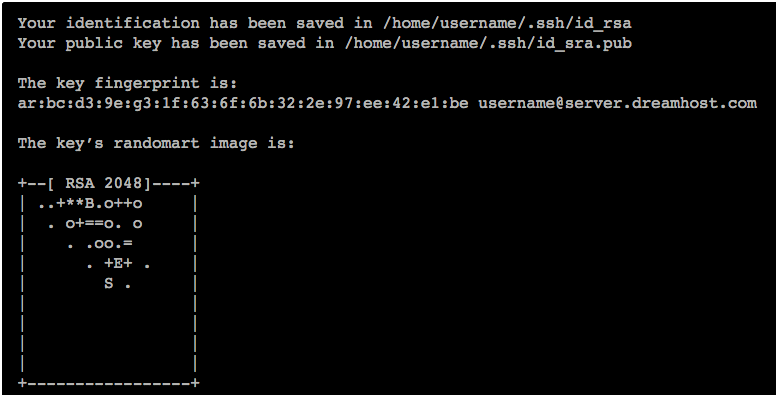 Your identification has been saved in /home/username/.ssh/id_rsa
Your public key has been saved in /home/username/.ssh/id_sra.pub

The key fingerprint is:
ar:bc:d3:9e:g3:1f:63:6f:6b:32:2e:97:ee:42:e1:be username@server.dreamhost.com

The key’s randomart image is:

+--[ RSA 2048]----+
| ..+**B.o++o     |
|  . o+==o. o     |
|    . .oo.=      |
|      . +E+ .    |
|        S .      |
|                 |
|                 |
|                 |
|                 |
+-----------------+